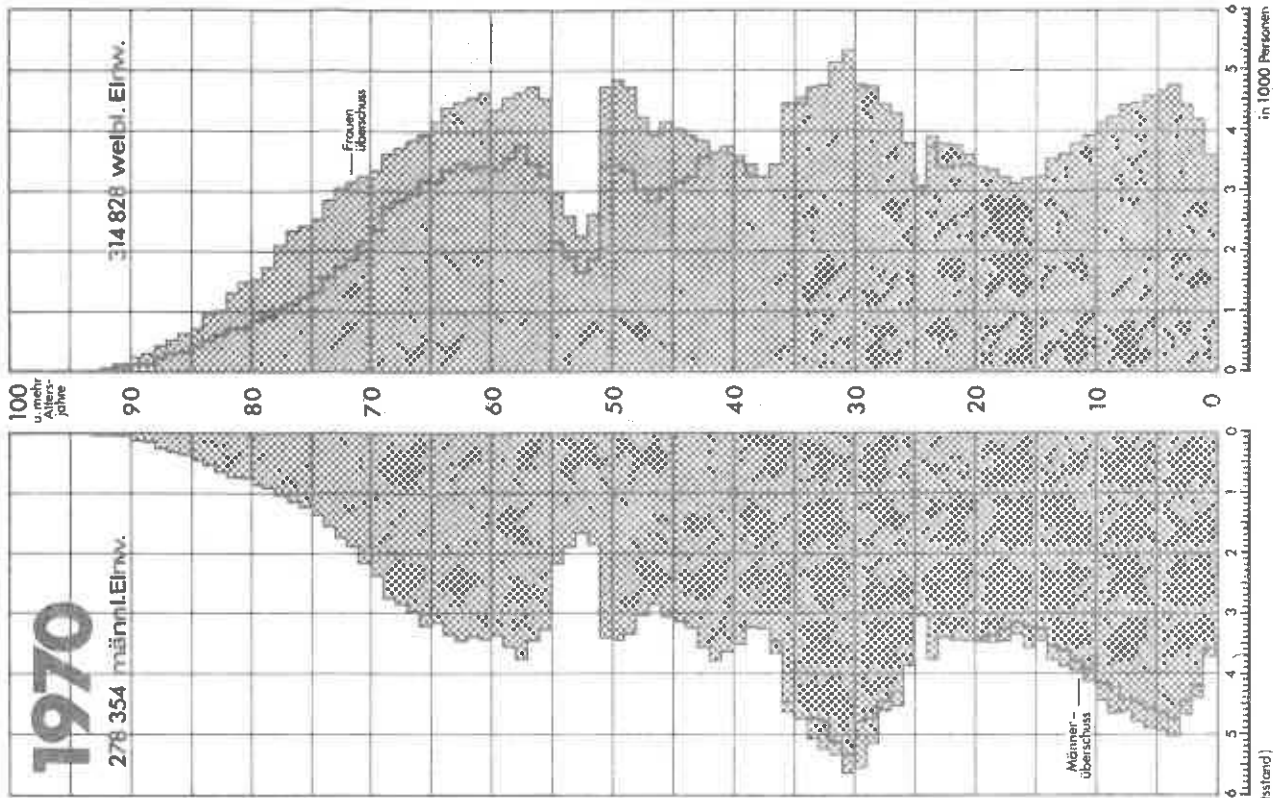 1970
278 354 männl. Einw.
314 828 weibl. Einw.
100
u. mehr
Alters-
jahre
90
80
70
60
50
40
30
20
10
0
Frauen
überschuss
Männer-
überschuss
6 5 4 3 2 1 0
0 1 2 3 4 5 6
in 1000 Personen